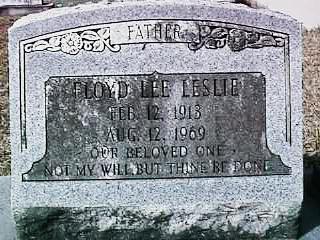 FATHER
FLOYD LEE LESLIE
FEB. 12, 1913
AUG. 12, 1969
OUR BELOVED ONE
NOT MY WILL BUT THINE BE DONE